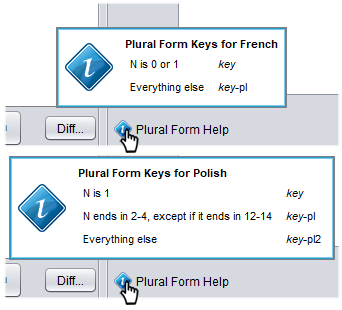 Plural Form Keys for French
N is 0 or 1 key
Everything else key-pl
Diff... Plural Form Help
Plural Form Keys for Polish
N is 1 key
N ends in 2-4, except if it ends in 12-14 key-pl
Everything else key-pl2
Diff... Plural Form Help